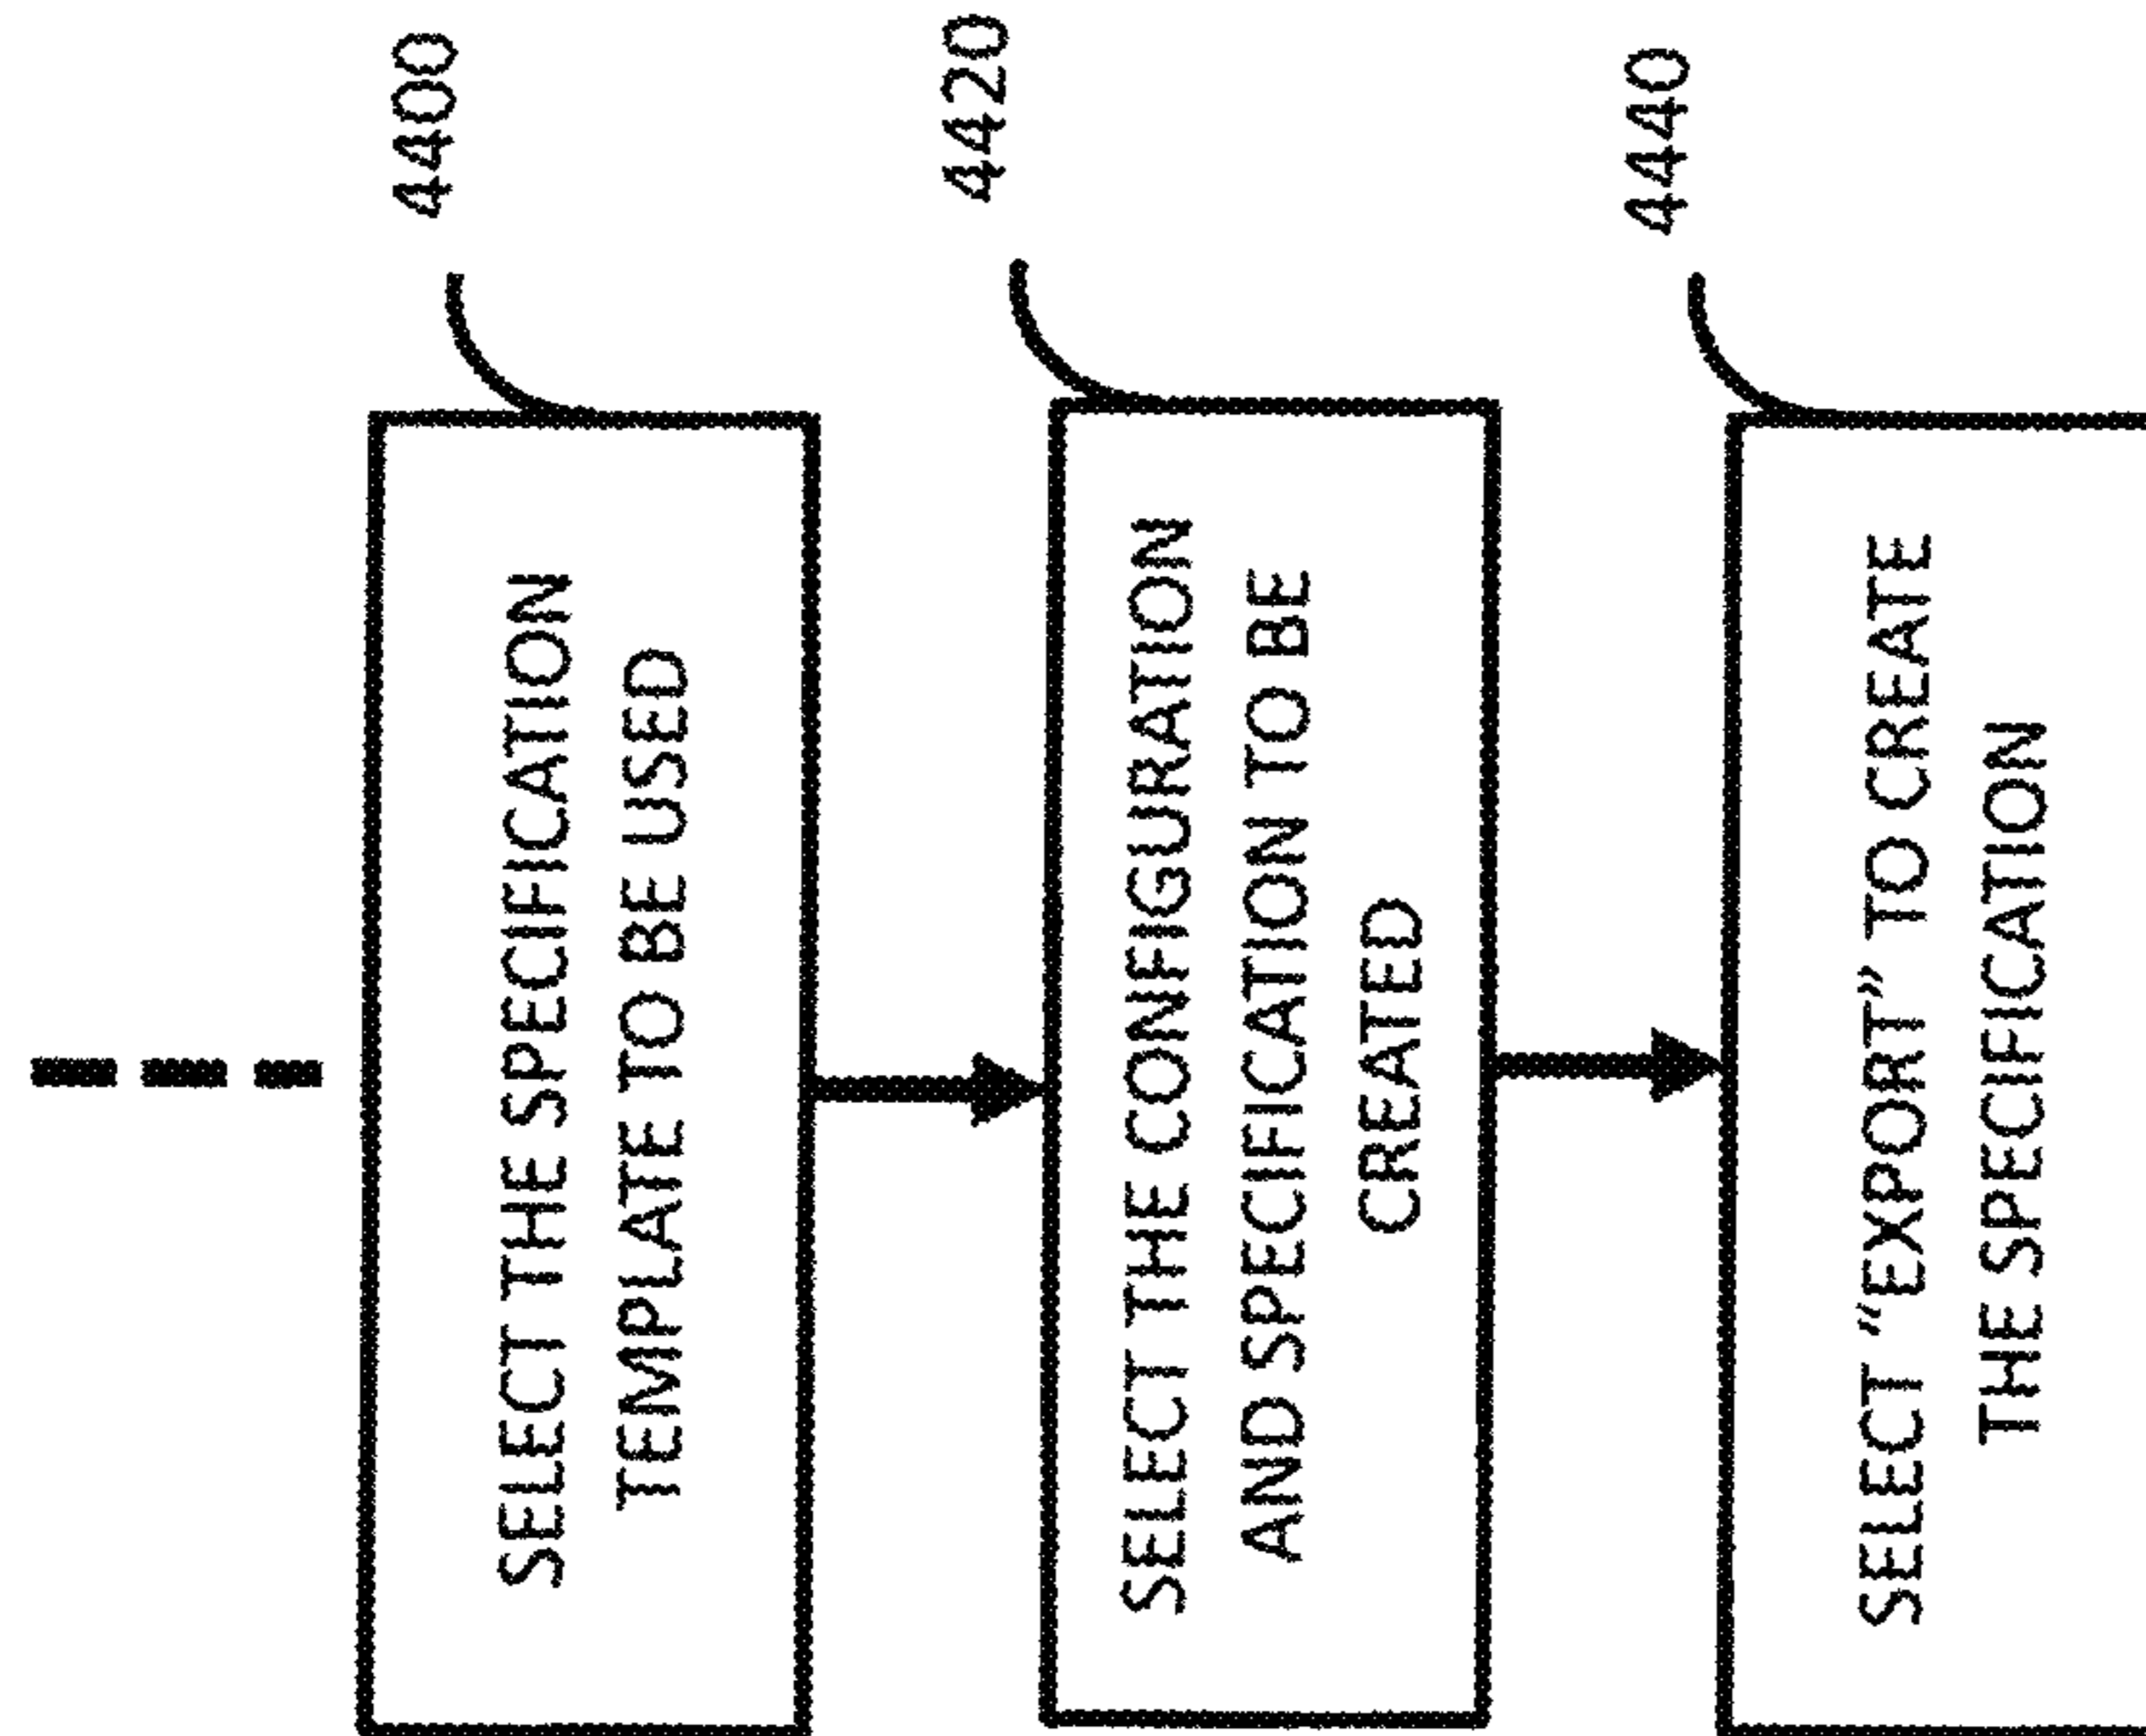 4400
SELECT THE SPECIFICATION
TEMPLATE TO BE USED
4420
SELECT THE CONFIGURATION
AND SPECIFICATION TO BE
CREATED
4440
SELECT "EXPORT" TO CREATE
THE SPECIFICATION